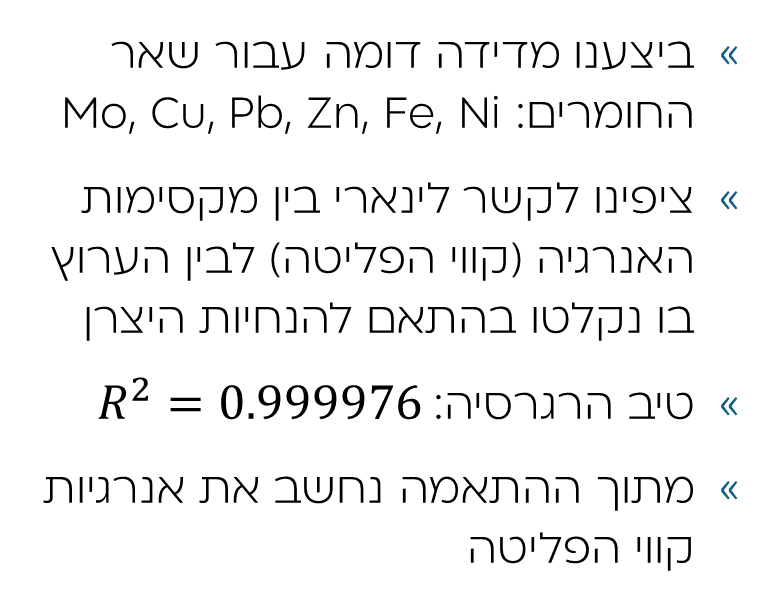 » ביצענו מדידה דומה עבור שאר
החומרים: Mo, Cu, Pb, Zn, Fe, Ni
» ציפינו לקשר לינארי בין מקסימות
האנרגיה (קווי הפליטה) לבין הערוץ
בו נקלטו בהתאם להנחיות היצרן
» טיב הרגרסיה: R² = 0.999976
» מתוך ההתאמה נחשב את אנרגיות
קווי הפליטה